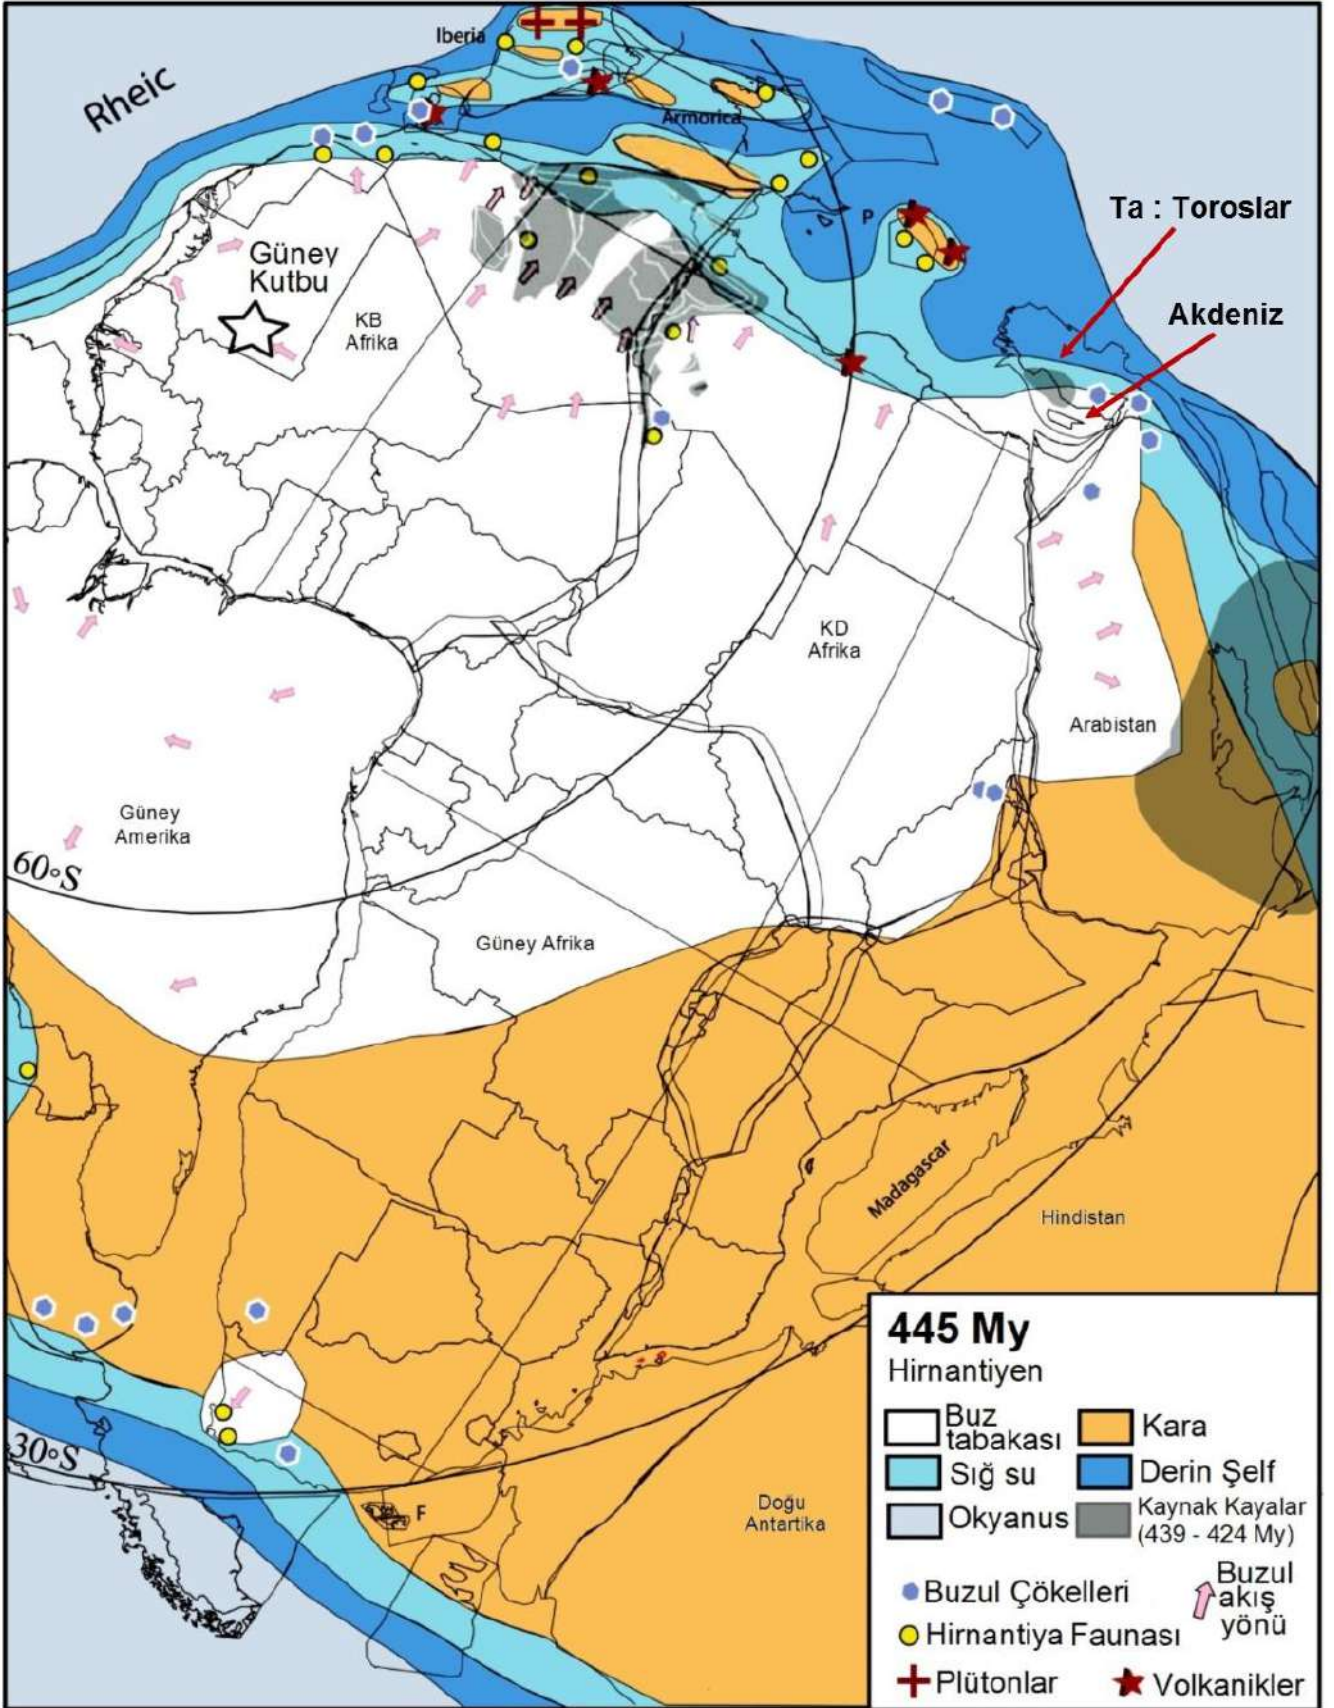 Iberia
Rheic
Armorica
P
Ta : Toroslar
Güney
Kutbu
Akdeniz
KB
Afrika
KD
Afrika
Arabistan
Güney
Amerika
60°S
Güney Afrika
Madagascar
Hindistan
30°S
F
Doğu
Antartika
445 My
Hirnantiyen
Buz
tabakası
Kara
Sığ su
Derin Şelf
Okyanus
Kaynak Kayalar
(439 - 424 My)
Buzul Çökelleri
Buzul
akış
yönü
Hirnantiya Faunası
Plütonlar
Volkanikler